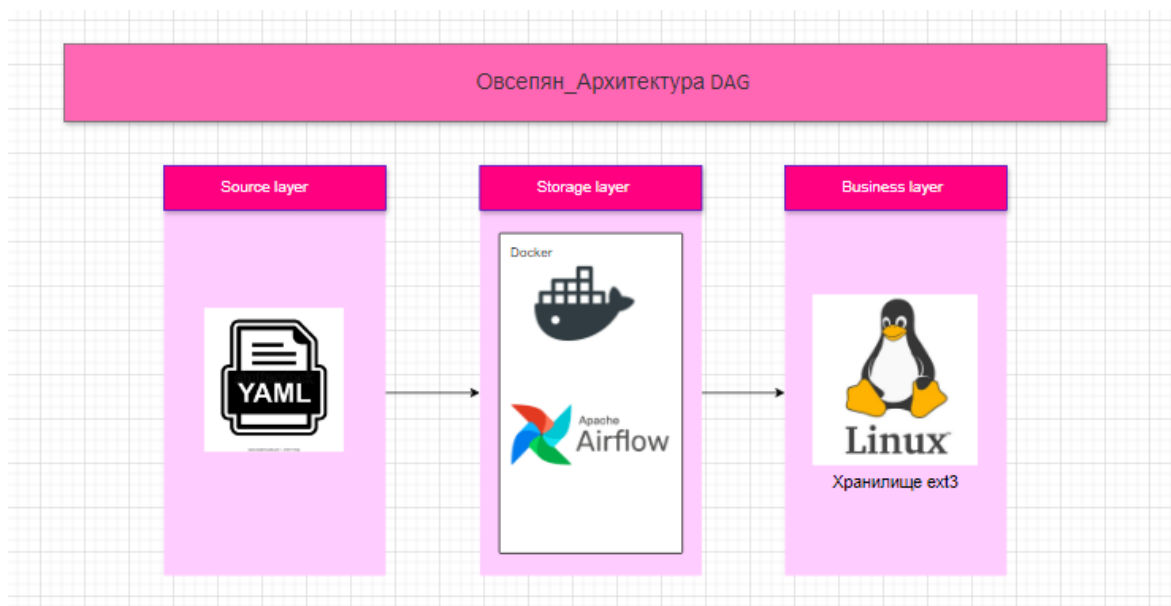 Овсепян_Архитектура DAG
Source layer
Storage layer
Business layer
Docker
YAML
Apache
Airflow
Linux
Хранилище ext3